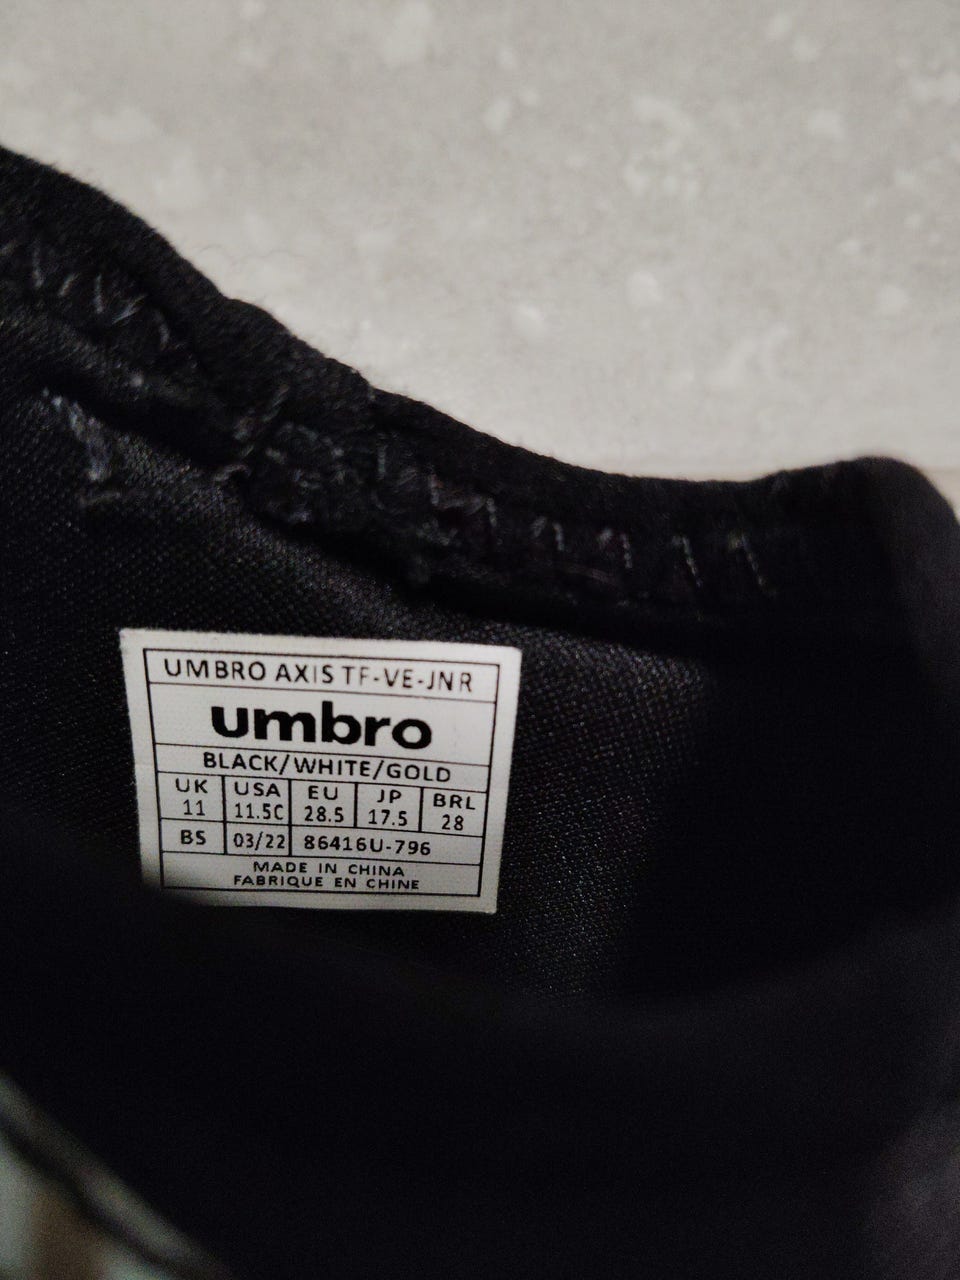 UMBRO AXIS TF-VE-JNR
umbro
BLACK/WHITE/GOLD
UK USA EU JP BRL
11 11.5C 28.5 17.5 28
BS 03/22 86416U-796
MADE IN CHINA
FABRIQUE EN CHINE